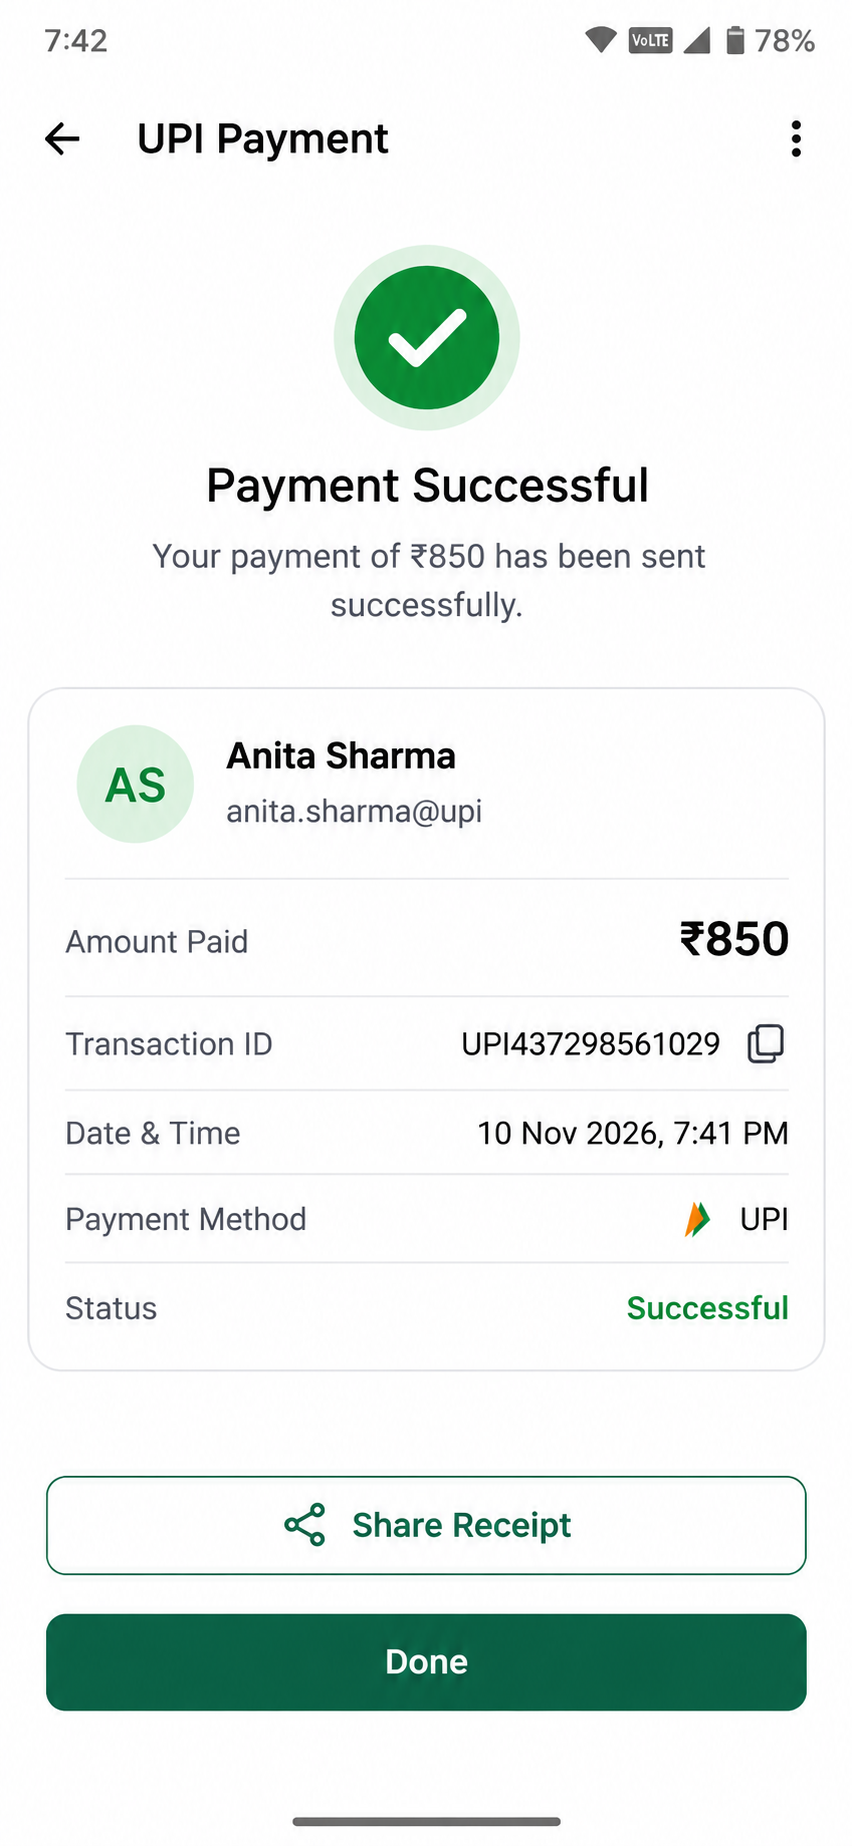 7:42 VoLTE 78%
UPI Payment
Payment Successful
Your payment of ₹850 has been sent
successfully.
AS
Anita Sharma
anita.sharma@upi
Amount Paid ₹850
Transaction ID UPI437298561029
Date & Time 10 Nov 2026, 7:41 PM
Payment Method UPI
Status Successful
Share Receipt
Done